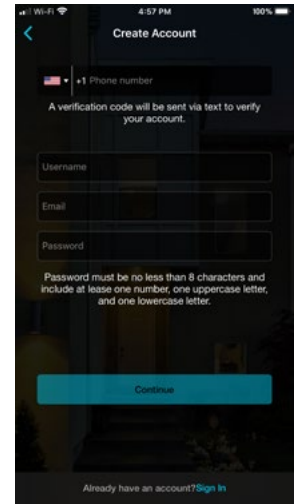 Wi-Fi 4:57 PM 100%
Create Account
+1 Phone number
A verification code will be sent via text to verify
your account.
Username
Email
Password
Password must be no less than 8 characters and
include at lease one number, one uppercase letter,
and one lowercase letter.
Continue
Already have an account?Sign In